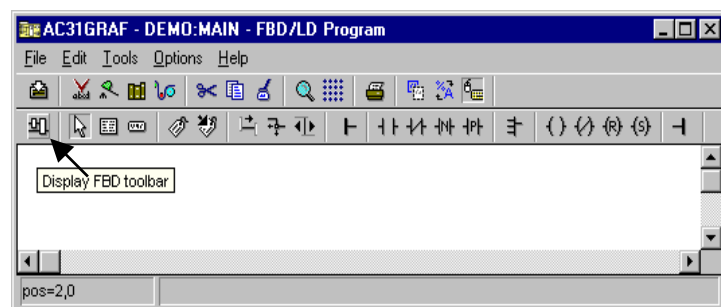 AC31GRAF - DEMO:MAIN - FBD/LD Program
File Edit Tools Options Help
Display FBD toolbar
pos=2,0